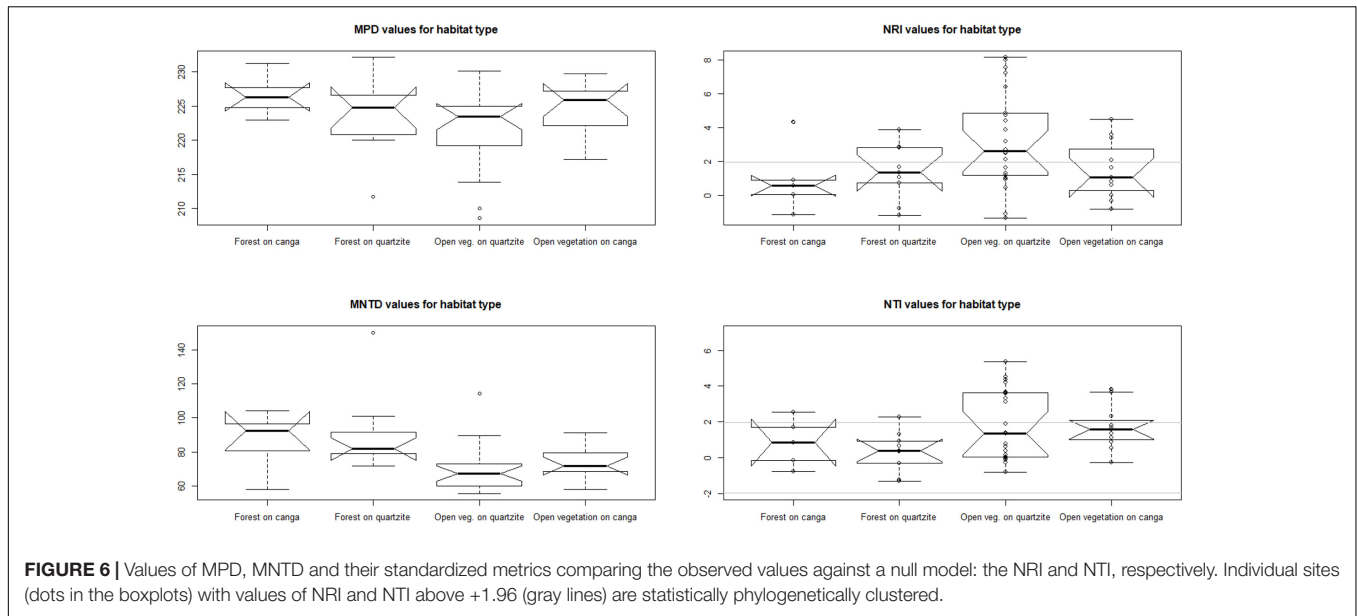 MPD values for habitat type
230
225
220
215
210
Forest on canga Forest on quartzite Open veg. on quartzite Open vegetation on canga
NRI values for habitat type
8
6
4
2
0
Forest on canga Forest on quartzite Open veg. on quartzite Open vegetation on canga
MNTD values for habitat type
140
120
100
80
60
Forest on canga Forest on quartzite Open veg. on quartzite Open vegetation on canga
NTI values for habitat type
6
4
2
0
-2
Forest on canga Forest on quartzite Open veg. on quartzite Open vegetation on canga
FIGURE 6 | Values of MPD, MNTD and their standardized metrics comparing the observed values against a null model: the NRI and NTI, respectively. Individual sites
(dots in the boxplots) with values of NRI and NTI above +1.96 (gray lines) are statistically phylogenetically clustered.